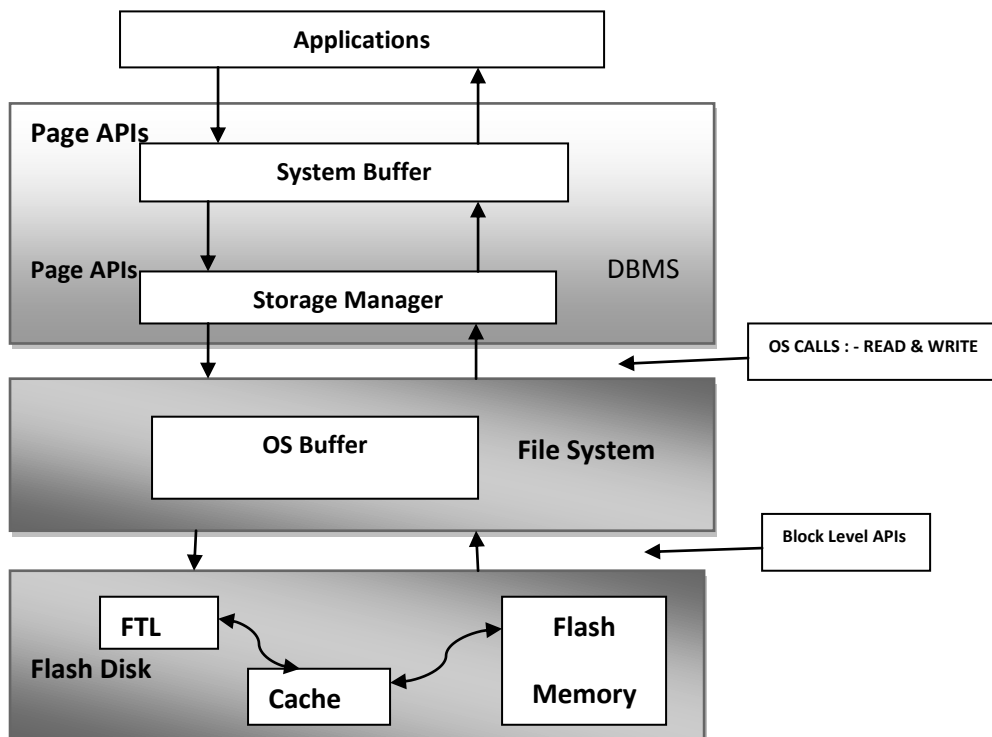 Applications
Page APIs
System Buffer
Page APIs
DBMS
Storage Manager
OS CALLS : - READ & WRITE
OS Buffer
File System
Block Level APIs
FTL
Flash
Memory
Flash Disk
Cache